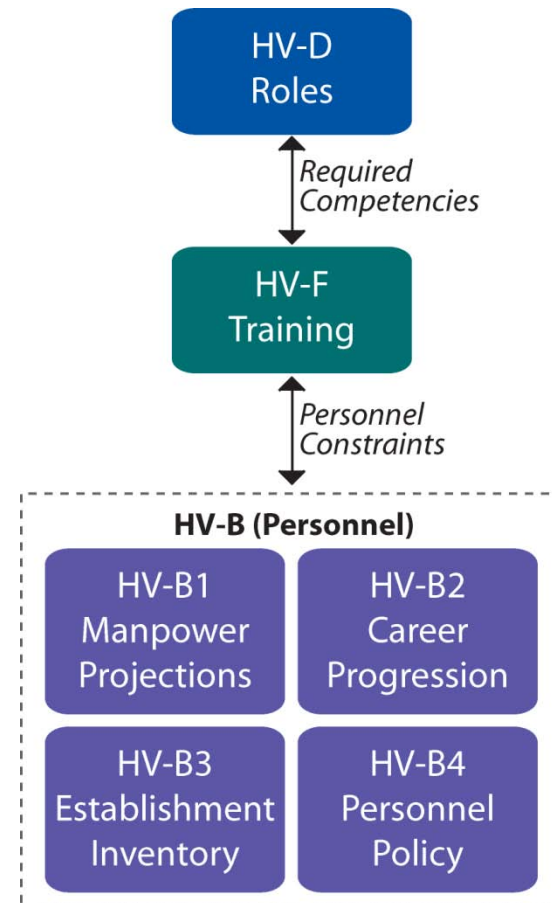 HV-D
Roles
Required
Competencies
HV-F
Training
Personnel
Constraints
HV-B (Personnel)
HV-B1
Manpower
Projections
HV-B2
Career
Progression
HV-B3
Establishment
Inventory
HV-B4
Personnel
Policy